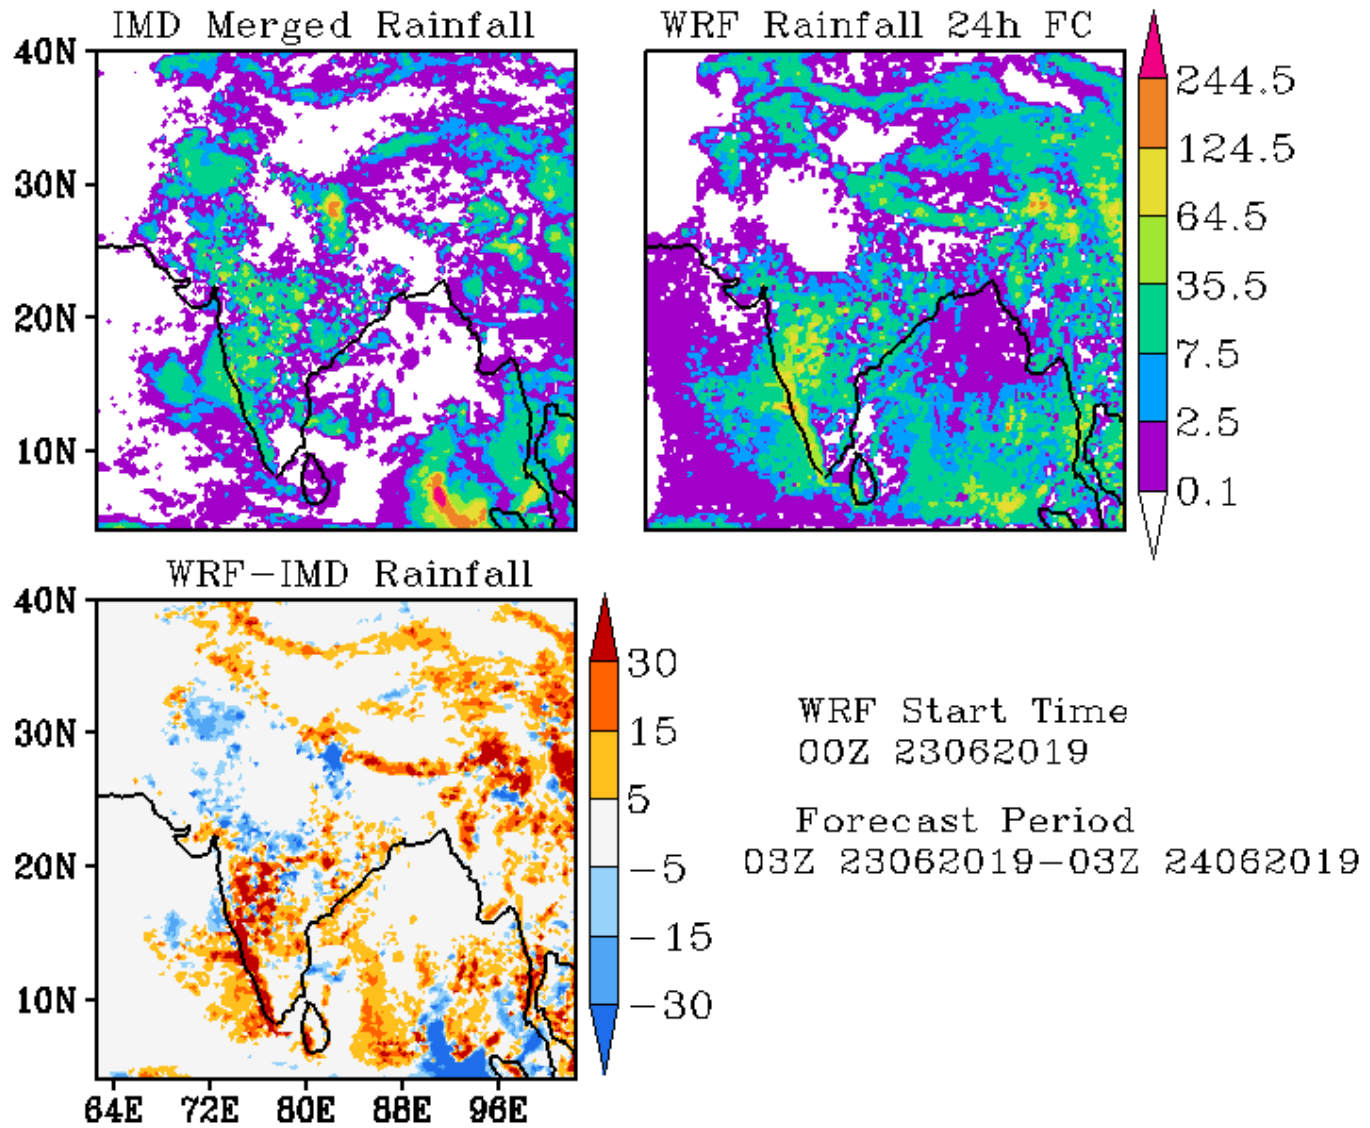 IMD Merged Rainfall
WRF Rainfall 24h FC
40N
30N
20N
10N
244.5
124.5
64.5
35.5
7.5
2.5
0.1
WRF-IMD Rainfall
40N
30N
20N
10N
64E 72E 80E 88E 96E
30
15
5
-5
-15
-30
WRF Start Time
00Z 23062019
Forecast Period
03Z 23062019-03Z 24062019